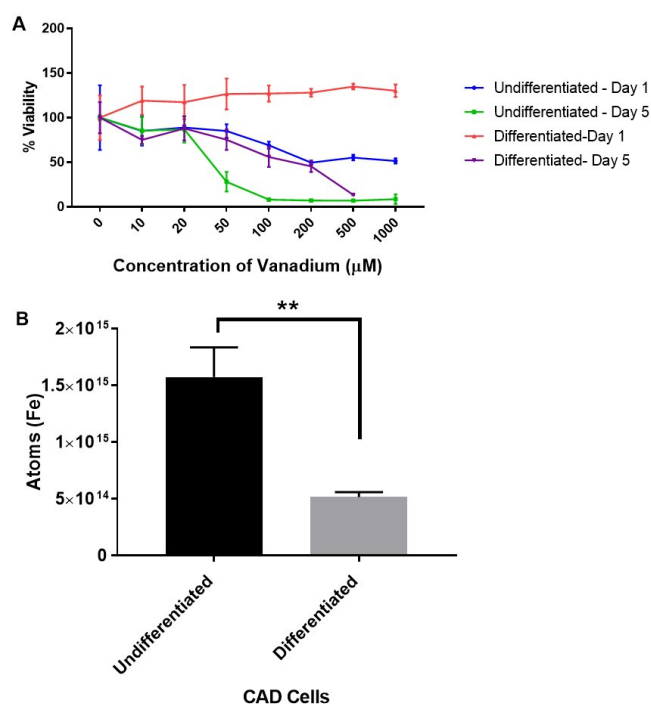 A
200
150
100
50
0
% Viability
0 10 20 50 100 200 500 1000
Concentration of Vanadium (μM)
Undifferentiated - Day 1
Undifferentiated - Day 5
Differentiated-Day 1
Differentiated- Day 5
B
**
2×10¹⁵
1.5×10¹⁵
1×10¹⁵
5×10¹⁴
0
Atoms (Fe)
Undifferentiated
Differentiated
CAD Cells